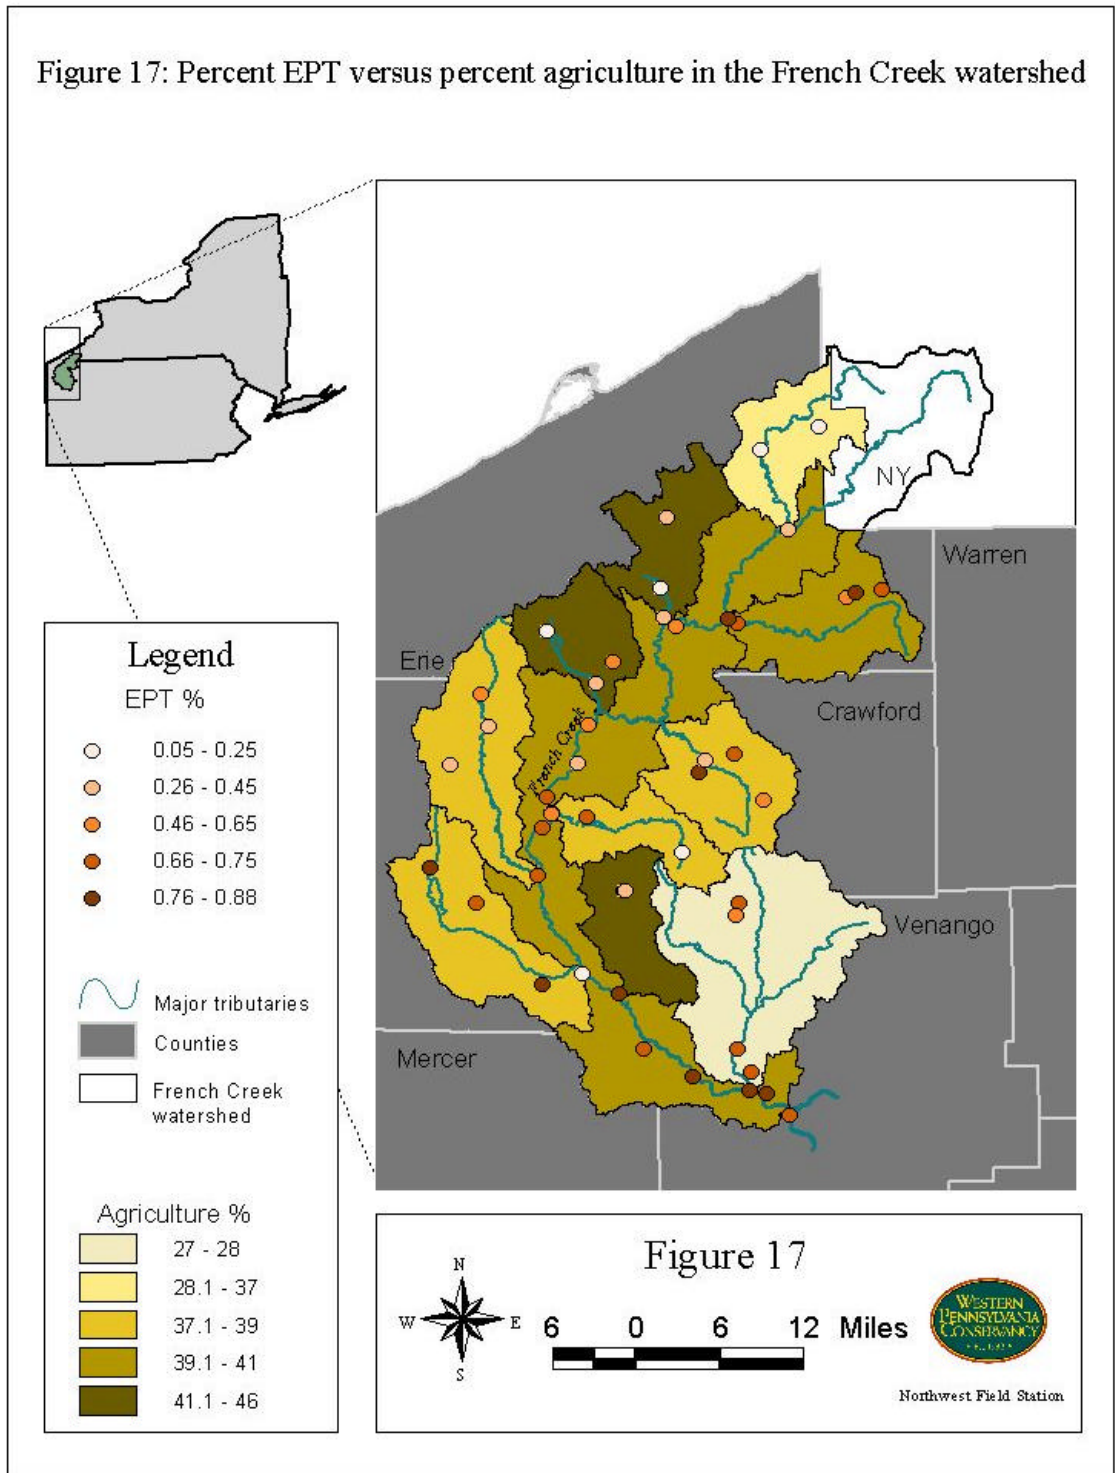 Figure 17: Percent EPT versus percent agriculture in the French Creek watershed
NY
Warren
Erie
Crawford
French Creek
Venango
Mercer
Legend
EPT %
0.05 - 0.25
0.26 - 0.45
0.46 - 0.65
0.66 - 0.75
0.76 - 0.88
Major tributaries
Counties
French Creek
watershed
Agriculture %
27 - 28
28.1 - 37
37.1 - 39
39.1 - 41
41.1 - 46
Figure 17
N
W E
S
6 0 6 12 Miles
WESTERN
PENNSYLVANIA
CONSERVANCY
Northwest Field Station